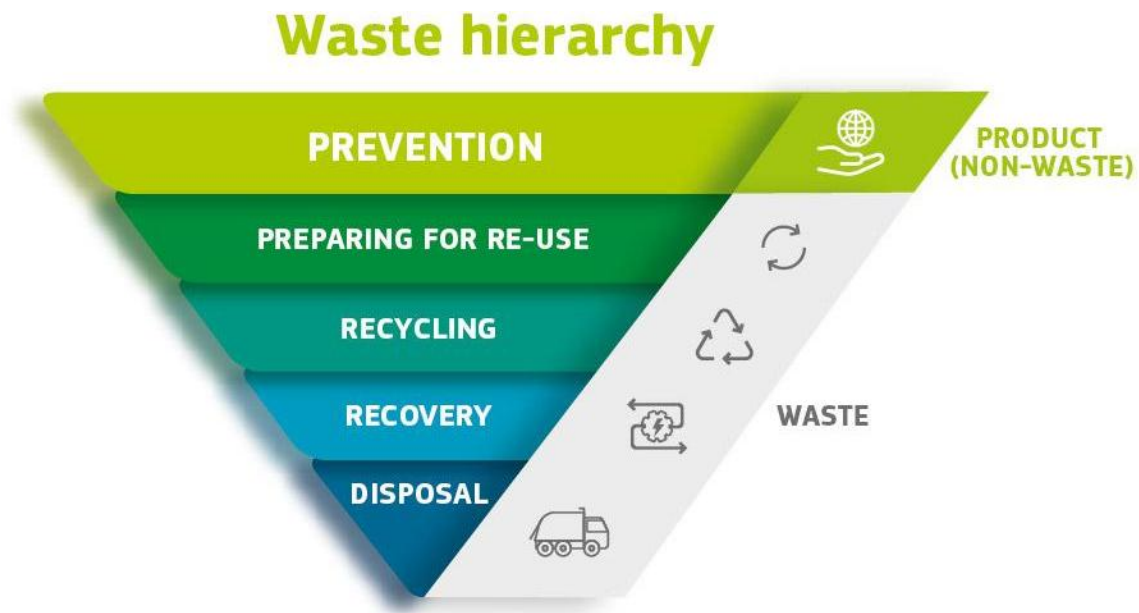 Waste hierarchy
PREVENTION
PRODUCT
(NON-WASTE)
PREPARING FOR RE-USE
RECYCLING
RECOVERY
WASTE
DISPOSAL